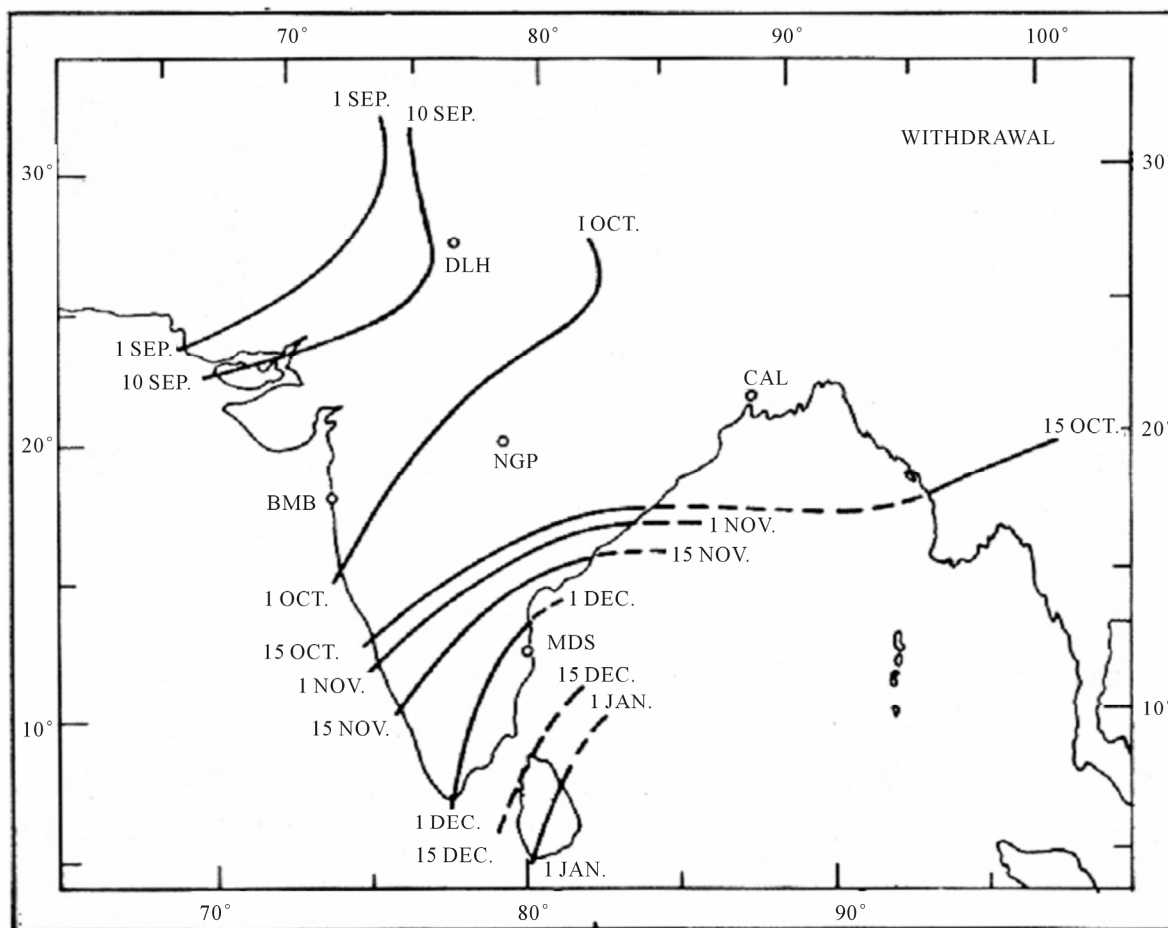 70° 80° 90° 100°
1 SEP.
10 SEP.
WITHDRAWAL
30° 30°
I OCT.
DLH
1 SEP.
10 SEP.
CAL
15 OCT.
20° 20°
NGP
BMB
1 NOV.
15 NOV.
1 OCT.
1 DEC.
15 OCT.
MDS
15 DEC.
1 NOV.
1 JAN.
15 NOV.
10° 10°
1 DEC.
15 DEC.
1 JAN.
70° 80° 90°